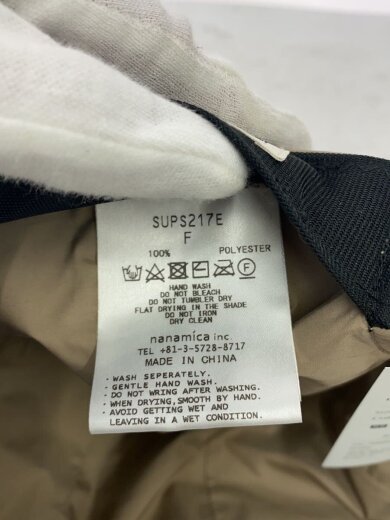 SUPS217E
F
100% POLYESTER
HAND WASH
DO NOT BLEACH
DO NOT TUMBLER DRY
FLAT DRYING IN THE SHADE
DO NOT IRON
DRY CLEAN
nanamica inc.
TEL +81-3-5728-8717
MADE IN CHINA
・WASH SEPERATELY.
・GENTLE HAND WASH.
・DO NOT WRING AFTER WASHING.
・WHEN DRYING, SMOOTH BY HAND.
・AVOID GETTING WET AND
LEAVING IN A WET CONDITION.